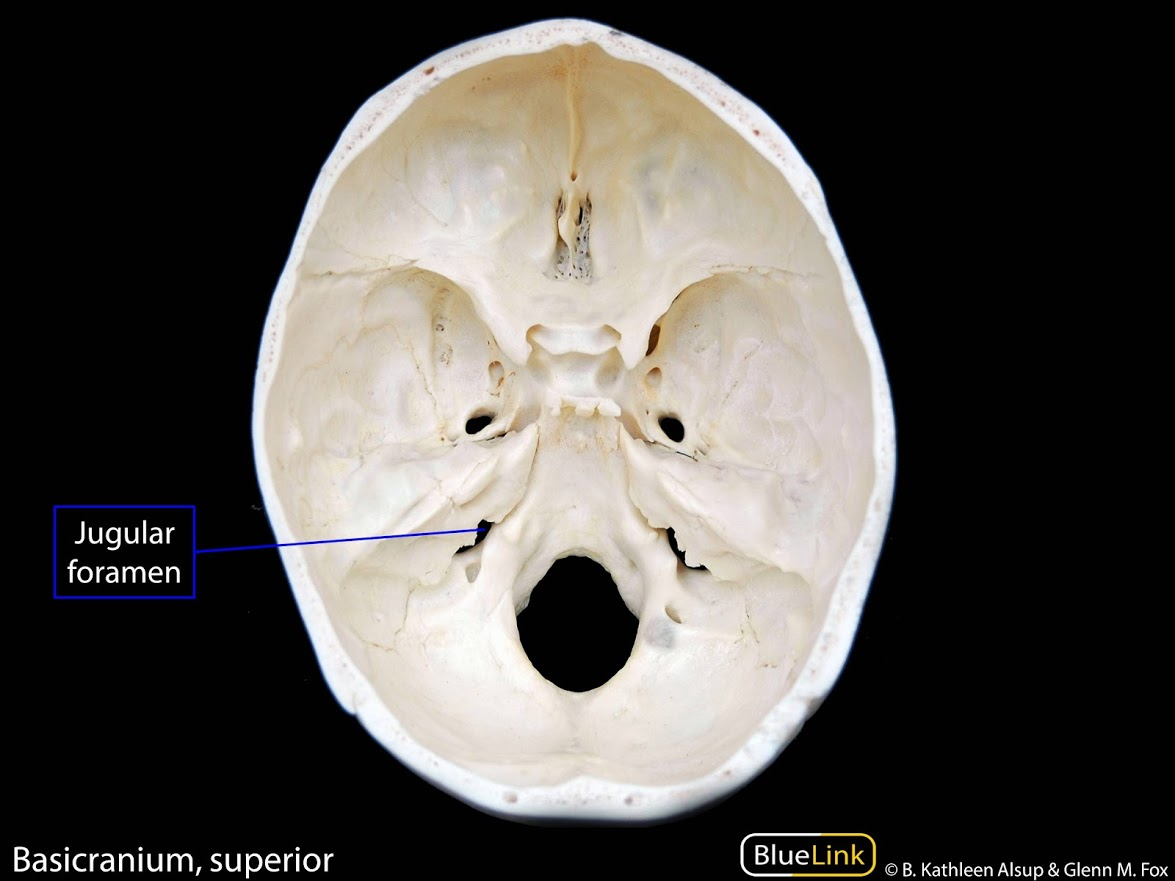 Jugular
foramen
Basicranium, superior
BlueLink
© B. Kathleen Alsup & Glenn M. Fox